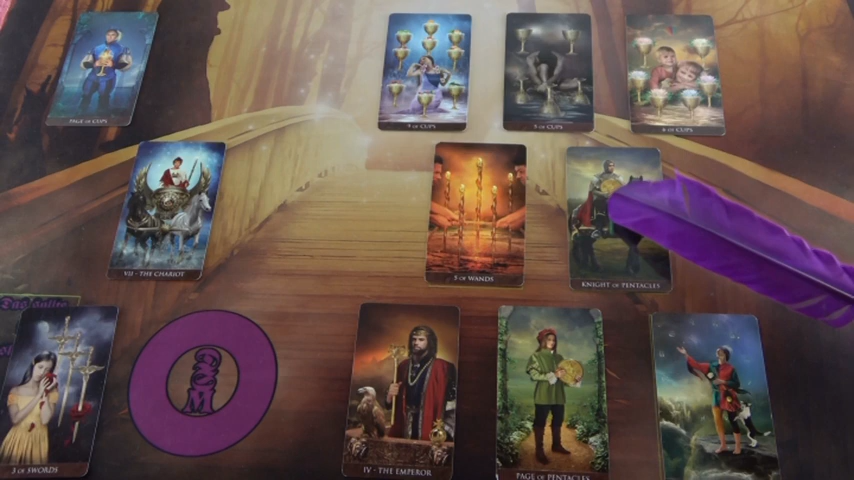 PAGE OF CUPS
9 OF CUPS
5 OF CUPS
6 OF CUPS
VII - THE CHARIOT
5 OF WANDS
KNIGHT OF PENTACLES
3 OF SWORDS
IV - THE EMPEROR
PAGE OF PENTACLES